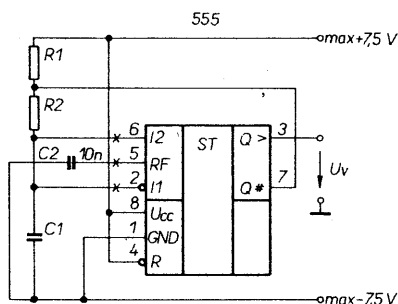 555
max+7,5 V
R1
R2
6 I2 ST Q > 3
C2 10n 5 RF
2 I1 Q # 7 Uv
8 Ucc
C1 1 GND
4 R
max-7,5 V